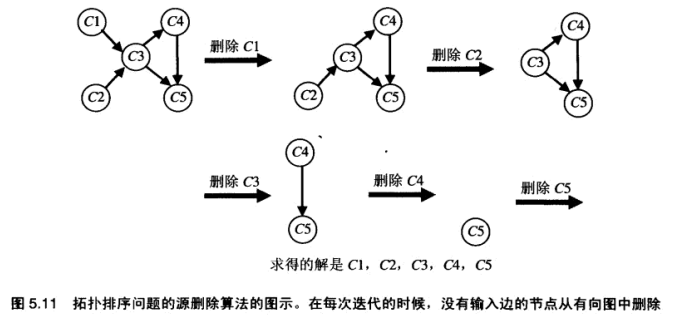 C1
C4
C3
C2
C5
删除 C1
C4
C3
C2
C5
删除 C2
C4
C3
C5
删除 C3
C4
C5
删除 C4
C5
删除 C5
求得的解是 C1，C2，C3，C4，C5
图 5.11 拓扑排序问题的源删除算法的图示。在每次迭代的时候，没有输入边的节点从有向图中删除